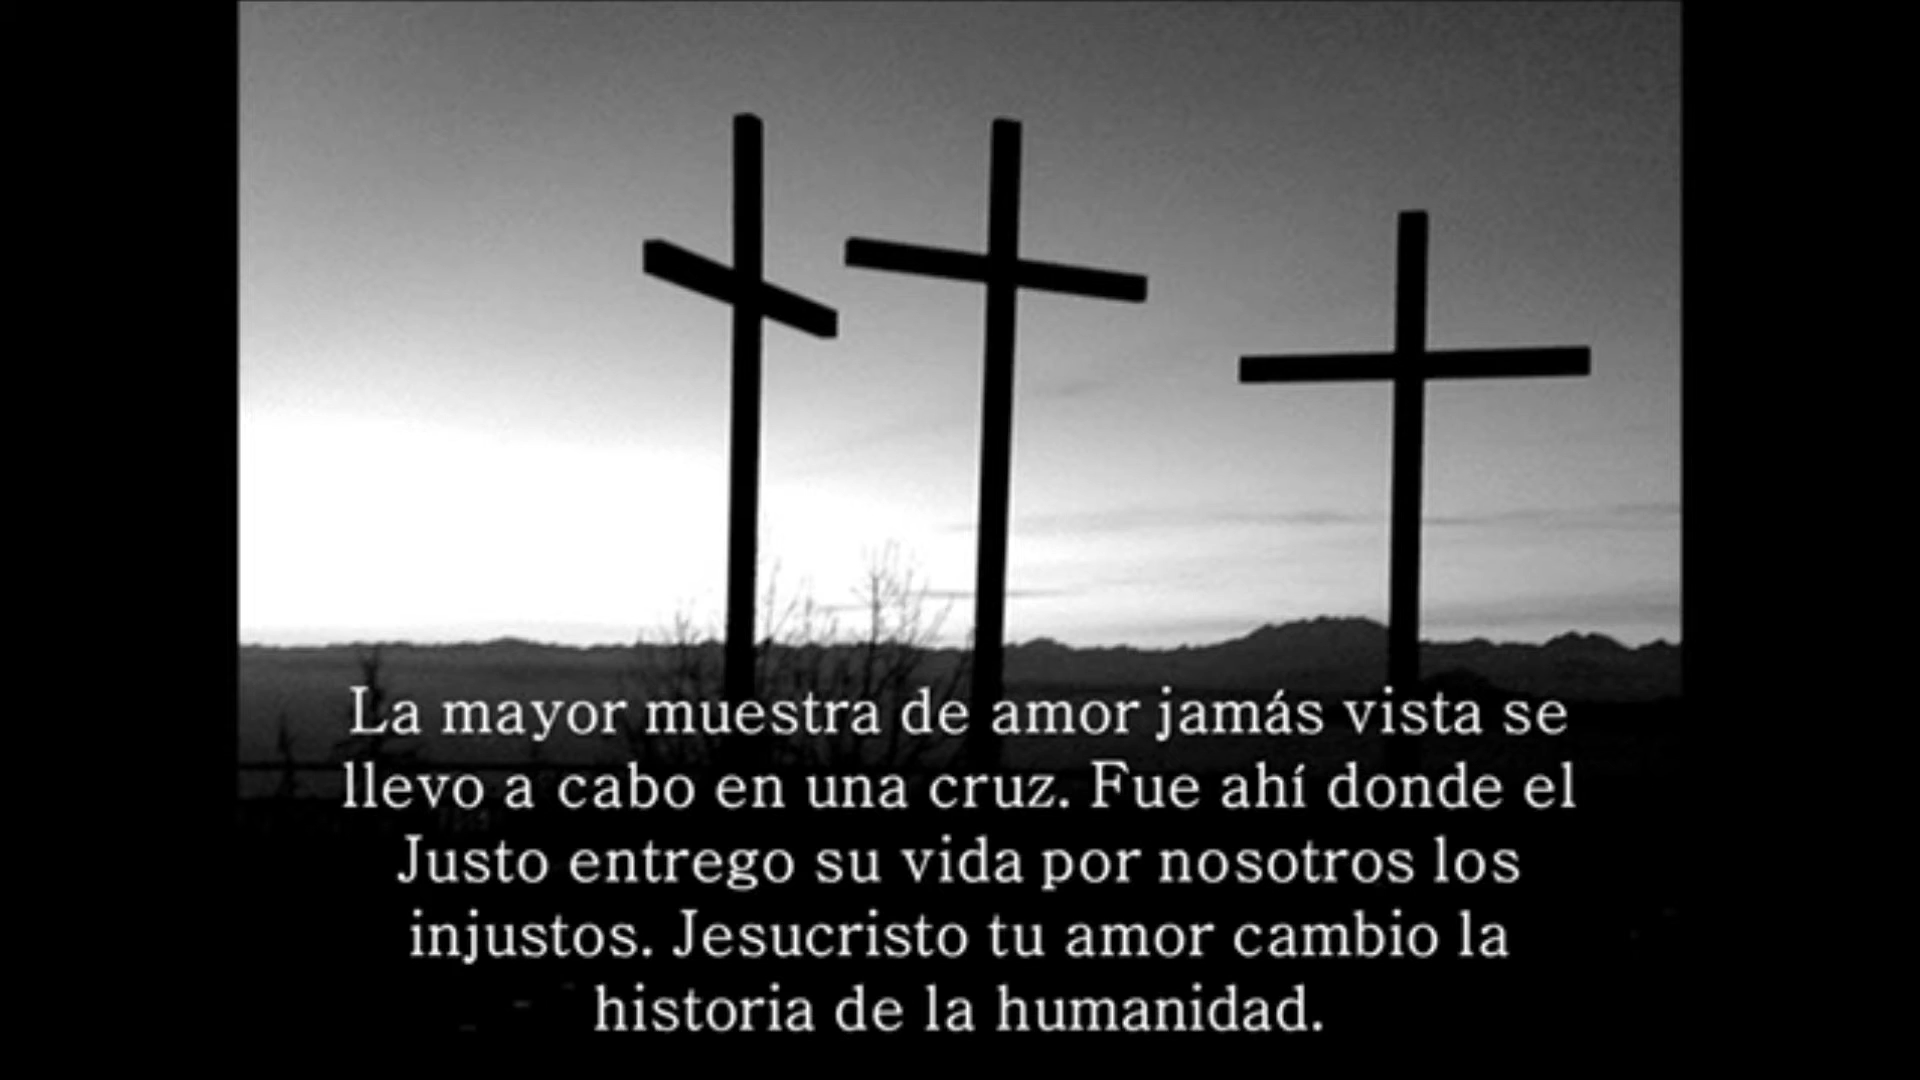 La mayor muestra de amor jamás vista se
llevo a cabo en una cruz. Fue ahí donde el
Justo entrego su vida por nosotros los
injustos. Jesucristo tu amor cambio la
historia de la humanidad.